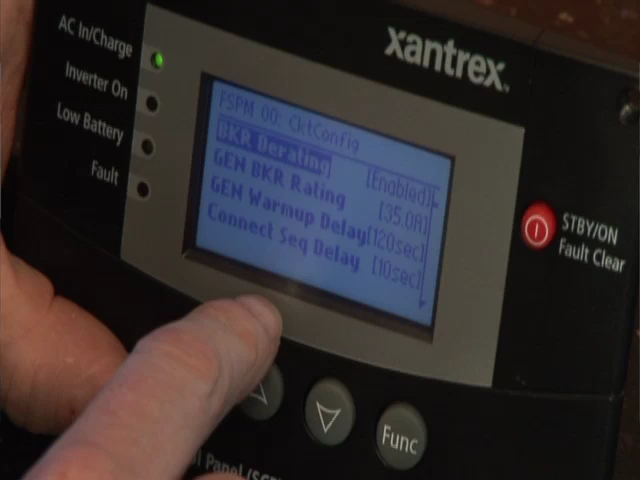 xantrex
AC In/Charge
Inverter On
Low Battery
Fault
FSPM 00: CktConfig
BKR Derating [Enabled]
GEN BKR Rating [35.0A]
GEN Warmup Delay[120sec]
Connect Seq Delay [10sec]
STBY/ON
Fault Clear
Func
Panel